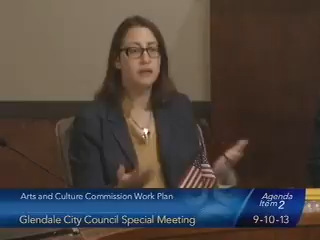 Arts and Culture Commission Work Plan
Agenda
Item 2
Glendale City Council Special Meeting
9-10-13